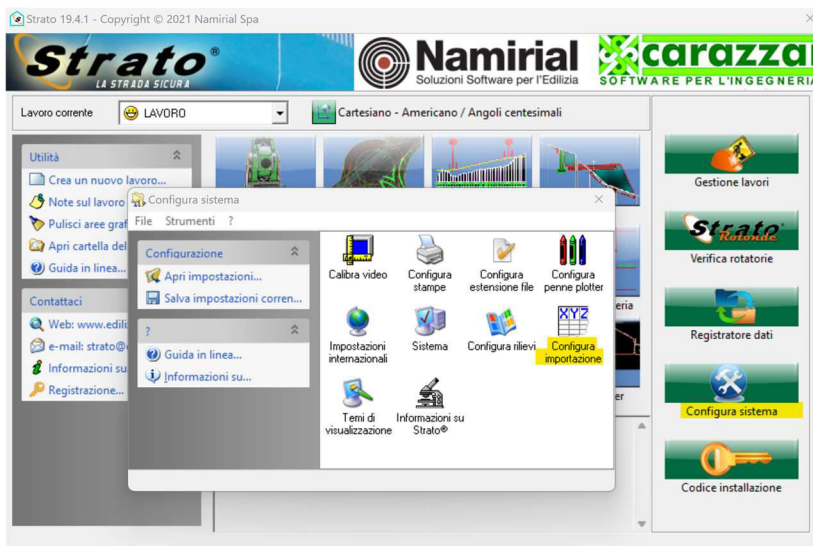 Strato 19.4.1 - Copyright © 2021 Namirial Spa
Strato®
LA STRADA SICURA
Namirial
Soluzioni Software per l'Edilizia
carazzai
SOFTWARE PER L'INGEGNERIA
Lavoro corrente
LAVORO
Cartesiano - Americano / Angoli centesimali
Utilità
Crea un nuovo lavoro...
Note sul lavoro
Pulisci aree graf
Apri cartella del
Guida in linea...
Contattaci
Web: www.edili
e-mail: strato@
Informazioni su
Registrazione...
Configura sistema
File Strumenti ?
Configurazione
Apri impostazioni...
Salva impostazioni corren...
?
Guida in linea...
Informazioni su...
Calibra video
Configura
stampe
Configura
estensione file
Configura
penne plotter
Impostazioni
internazionali
Sistema
Configura rilievi
XYZ
Configura
importazione
Temi di
visualizzazione
Informazioni su
Strato®
eria
er
Gestione lavori
Strato
Rotonde
Verifica rotatorie
Registratore dati
Configura sistema
Codice installazione